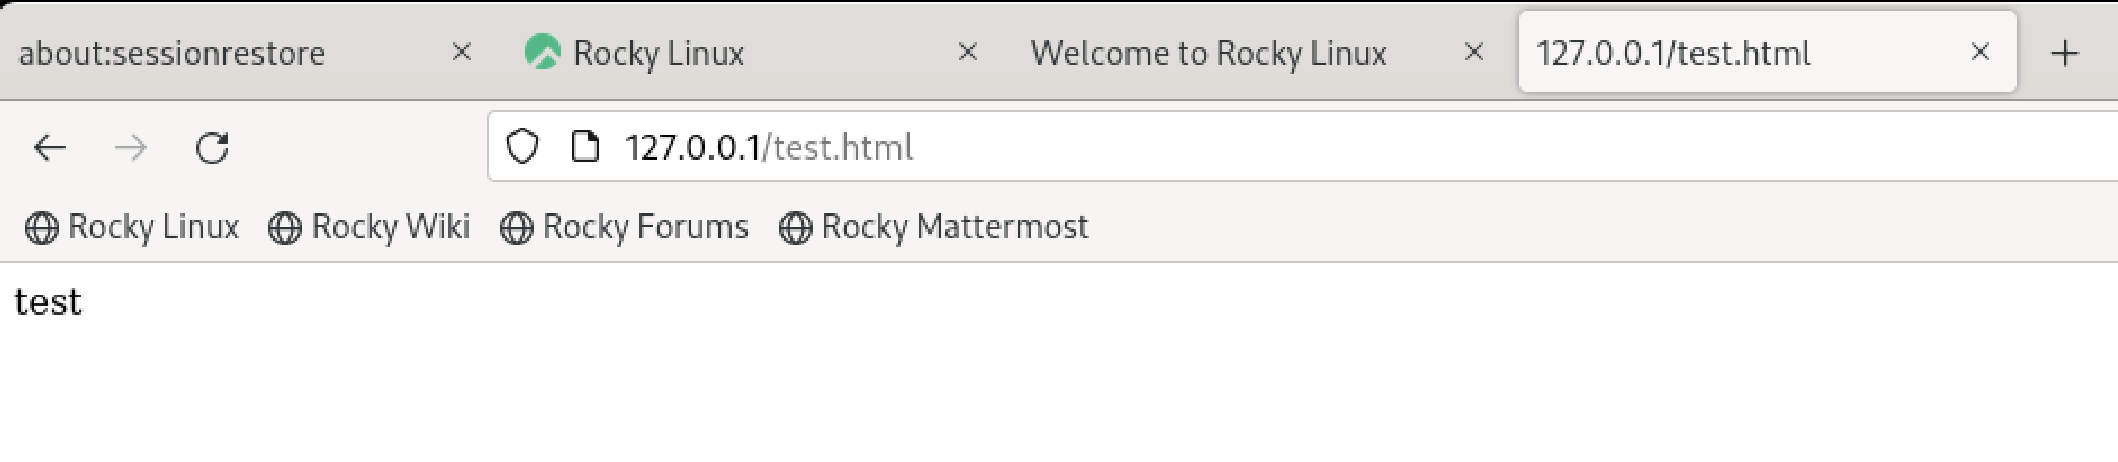 about:sessionrestore Rocky Linux Welcome to Rocky Linux 127.0.0.1/test.html
127.0.0.1/test.html
Rocky Linux Rocky Wiki Rocky Forums Rocky Mattermost
test